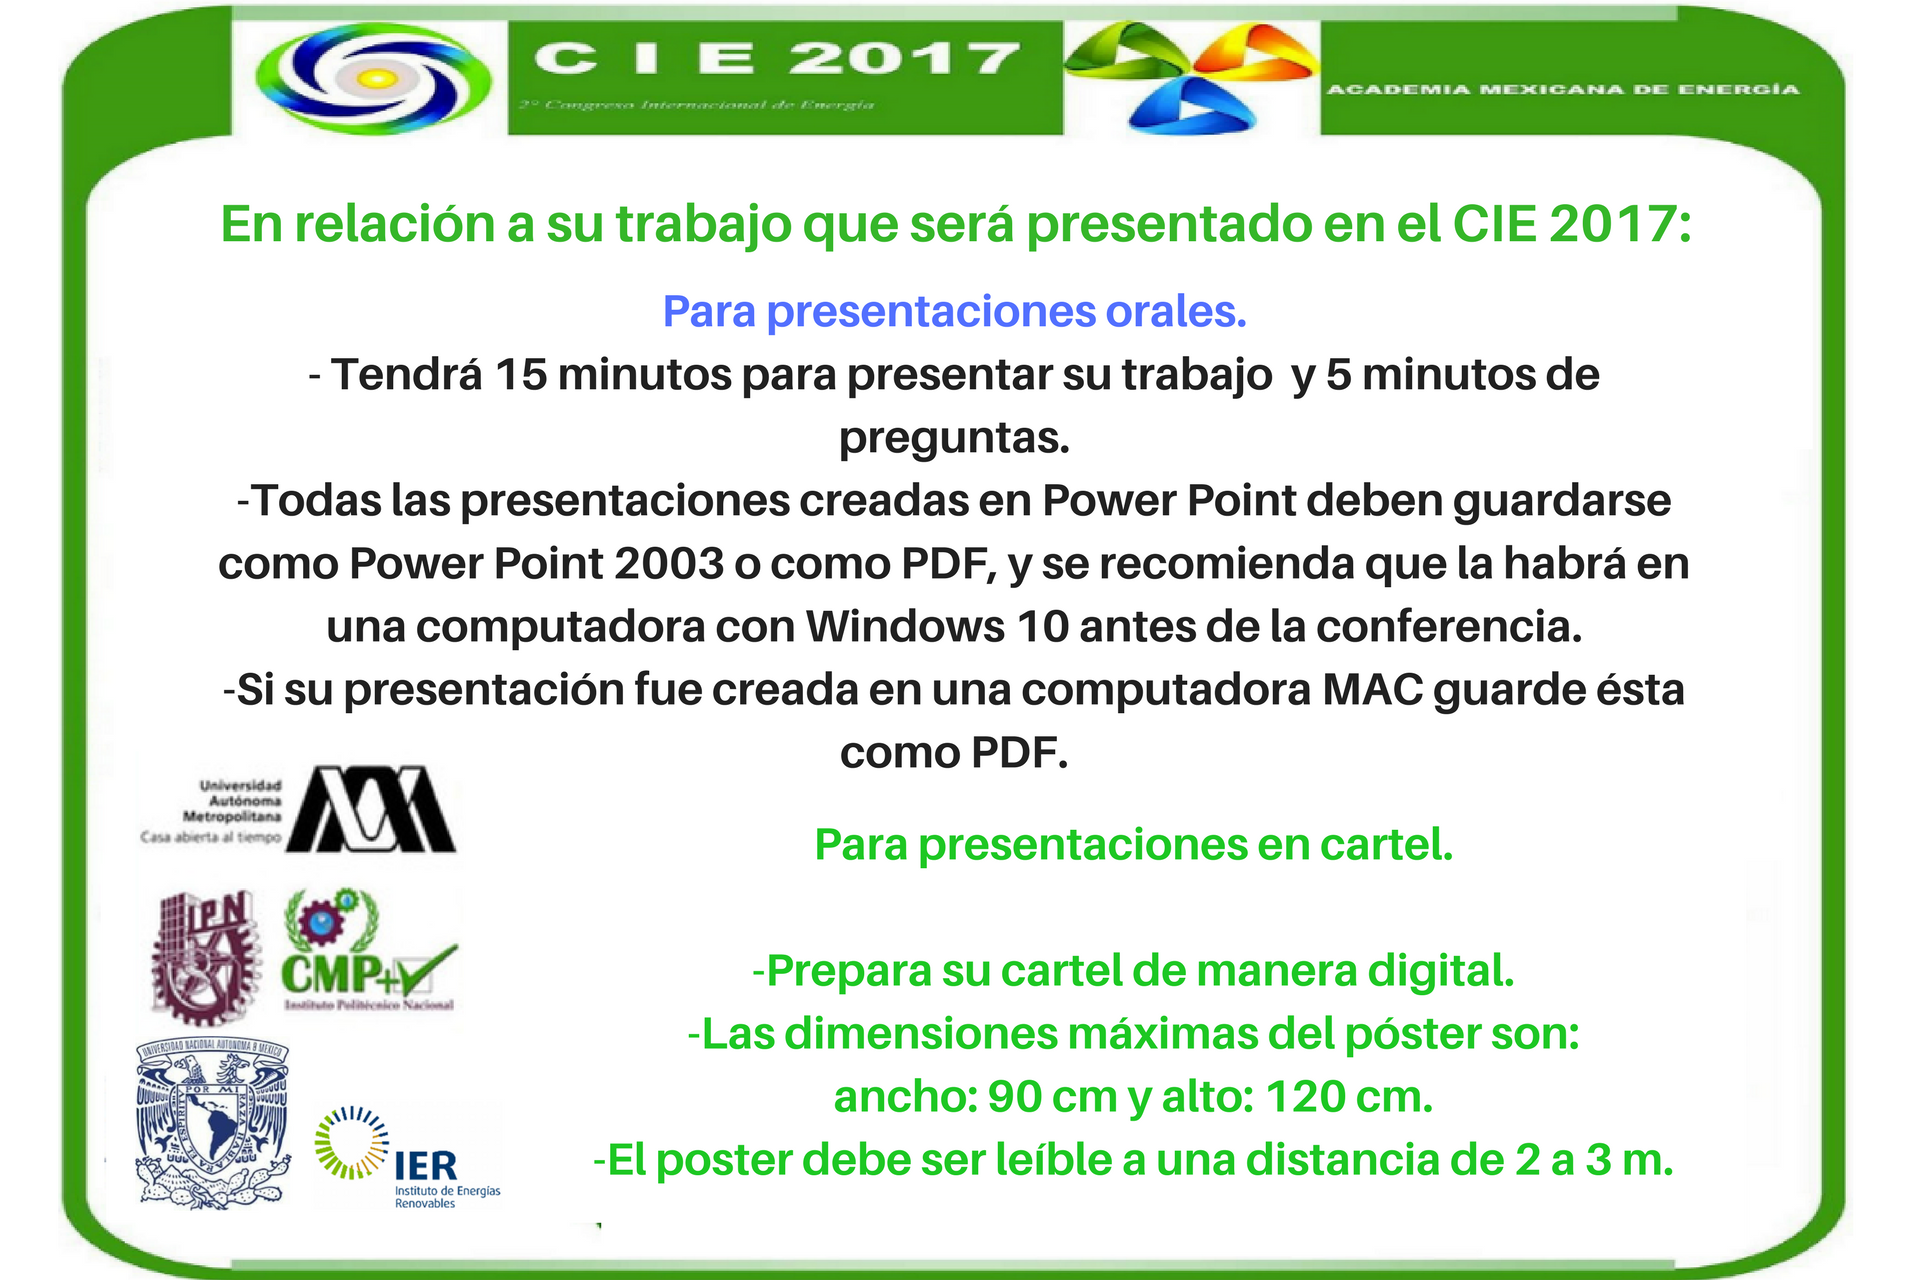 CIE 2017
2° Congreso Internacional de Energía
ACADEMIA MEXICANA DE ENERGÍA
En relación a su trabajo que será presentado en el CIE 2017:
Para presentaciones orales.
- Tendrá 15 minutos para presentar su trabajo y 5 minutos de
preguntas.
-Todas las presentaciones creadas en Power Point deben guardarse
como Power Point 2003 o como PDF, y se recomienda que la habrá en
una computadora con Windows 10 antes de la conferencia.
-Si su presentación fue creada en una computadora MAC guarde ésta
como PDF.
Universidad
Autónoma
Metropolitana
Casa abierta al tiempo
Para presentaciones en cartel.
IPN
CMP+
Instituto Politécnico Nacional
-Prepara su cartel de manera digital.
-Las dimensiones máximas del póster son:
ancho: 90 cm y alto: 120 cm.
-El poster debe ser leíble a una distancia de 2 a 3 m.
UNIVERSIDAD NACIONAL AUTONOMA DE MEXICO
POR MI RAZA HABLARA EL ESPIRITU
IER
Instituto de Energías
Renovables